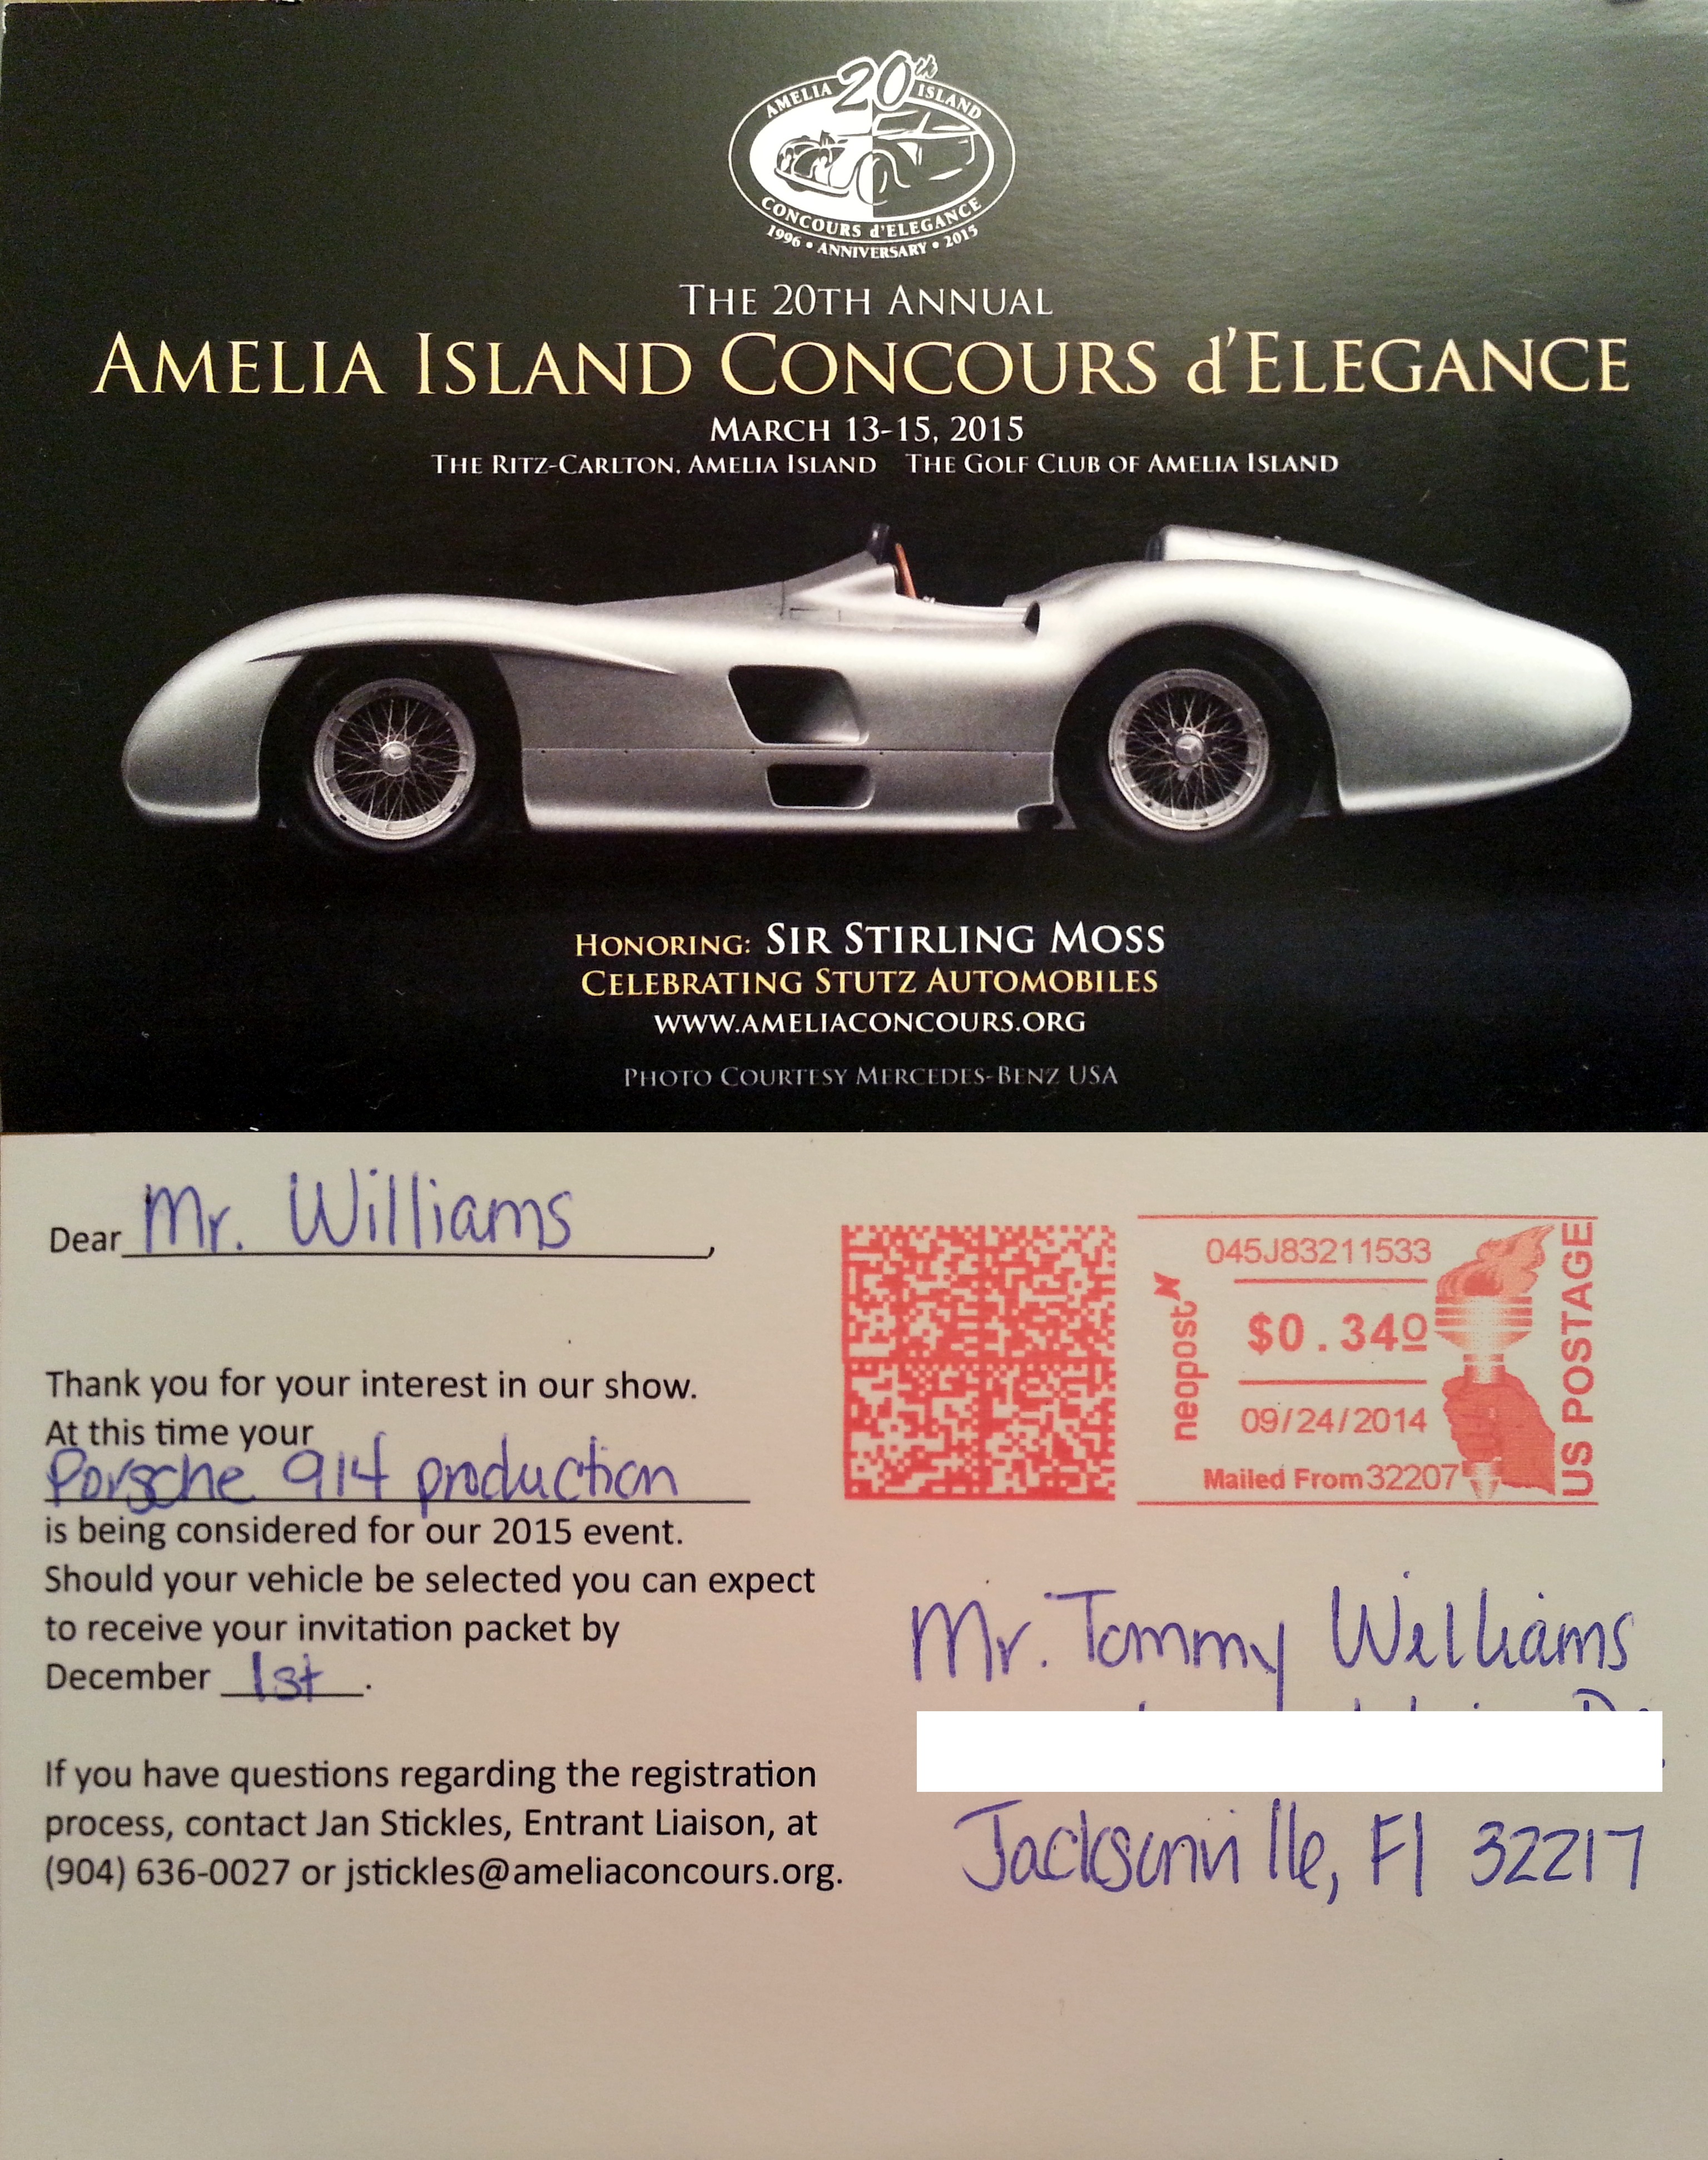 AMELIA 20th ISLAND
CONCOURS d'ELEGANCE
1996 • ANNIVERSARY • 2015
THE 20TH ANNUAL
AMELIA ISLAND CONCOURS d'ELEGANCE
MARCH 13-15, 2015
THE RITZ-CARLTON, AMELIA ISLAND THE GOLF CLUB OF AMELIA ISLAND
HONORING: SIR STIRLING MOSS
CELEBRATING STUTZ AUTOMOBILES
WWW.AMELIACONCOURS.ORG
PHOTO COURTESY MERCEDES-BENZ USA
Dear Mr. Williams,
Thank you for your interest in our show.
At this time your
Porsche 914 production
is being considered for our 2015 event.
Should your vehicle be selected you can expect
to receive your invitation packet by
December 1st.
If you have questions regarding the registration
process, contact Jan Stickles, Entrant Liaison, at
(904) 636-0027 or jstickles@ameliaconcours.org.
neopost
045J83211533
$0.340
09/24/2014
Mailed From 32207
US POSTAGE
Mr. Tommy Williams
Jacksonville, Fl 32217